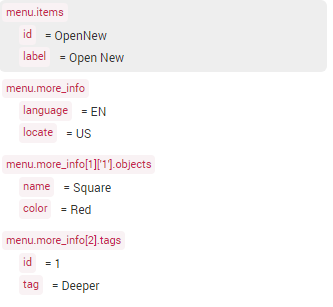 menu.items
id = OpenNew
label = Open New
menu.more_info
language = EN
locate = US
menu.more_info[1]['1'].objects
name = Square
color = Red
menu.more_info[2].tags
id = 1
tag = Deeper